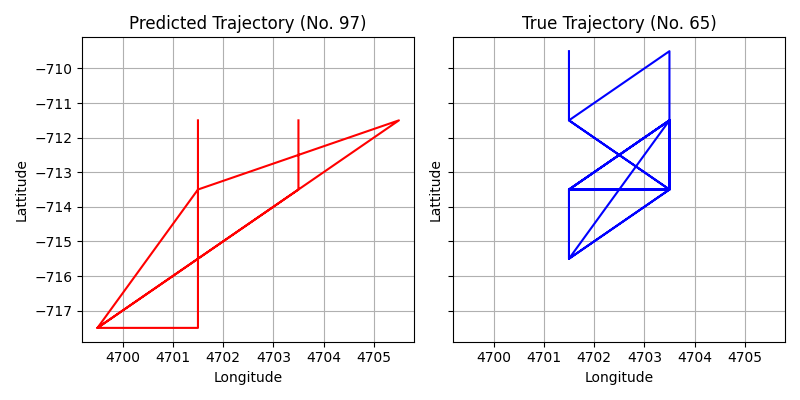 Predicted Trajectory (No. 97)
True Trajectory (No. 65)
Lattitude
−710
−711
−712
−713
−714
−715
−716
−717
4700 4701 4702 4703 4704 4705
Longitude
Lattitude
4700 4701 4702 4703 4704 4705
Longitude